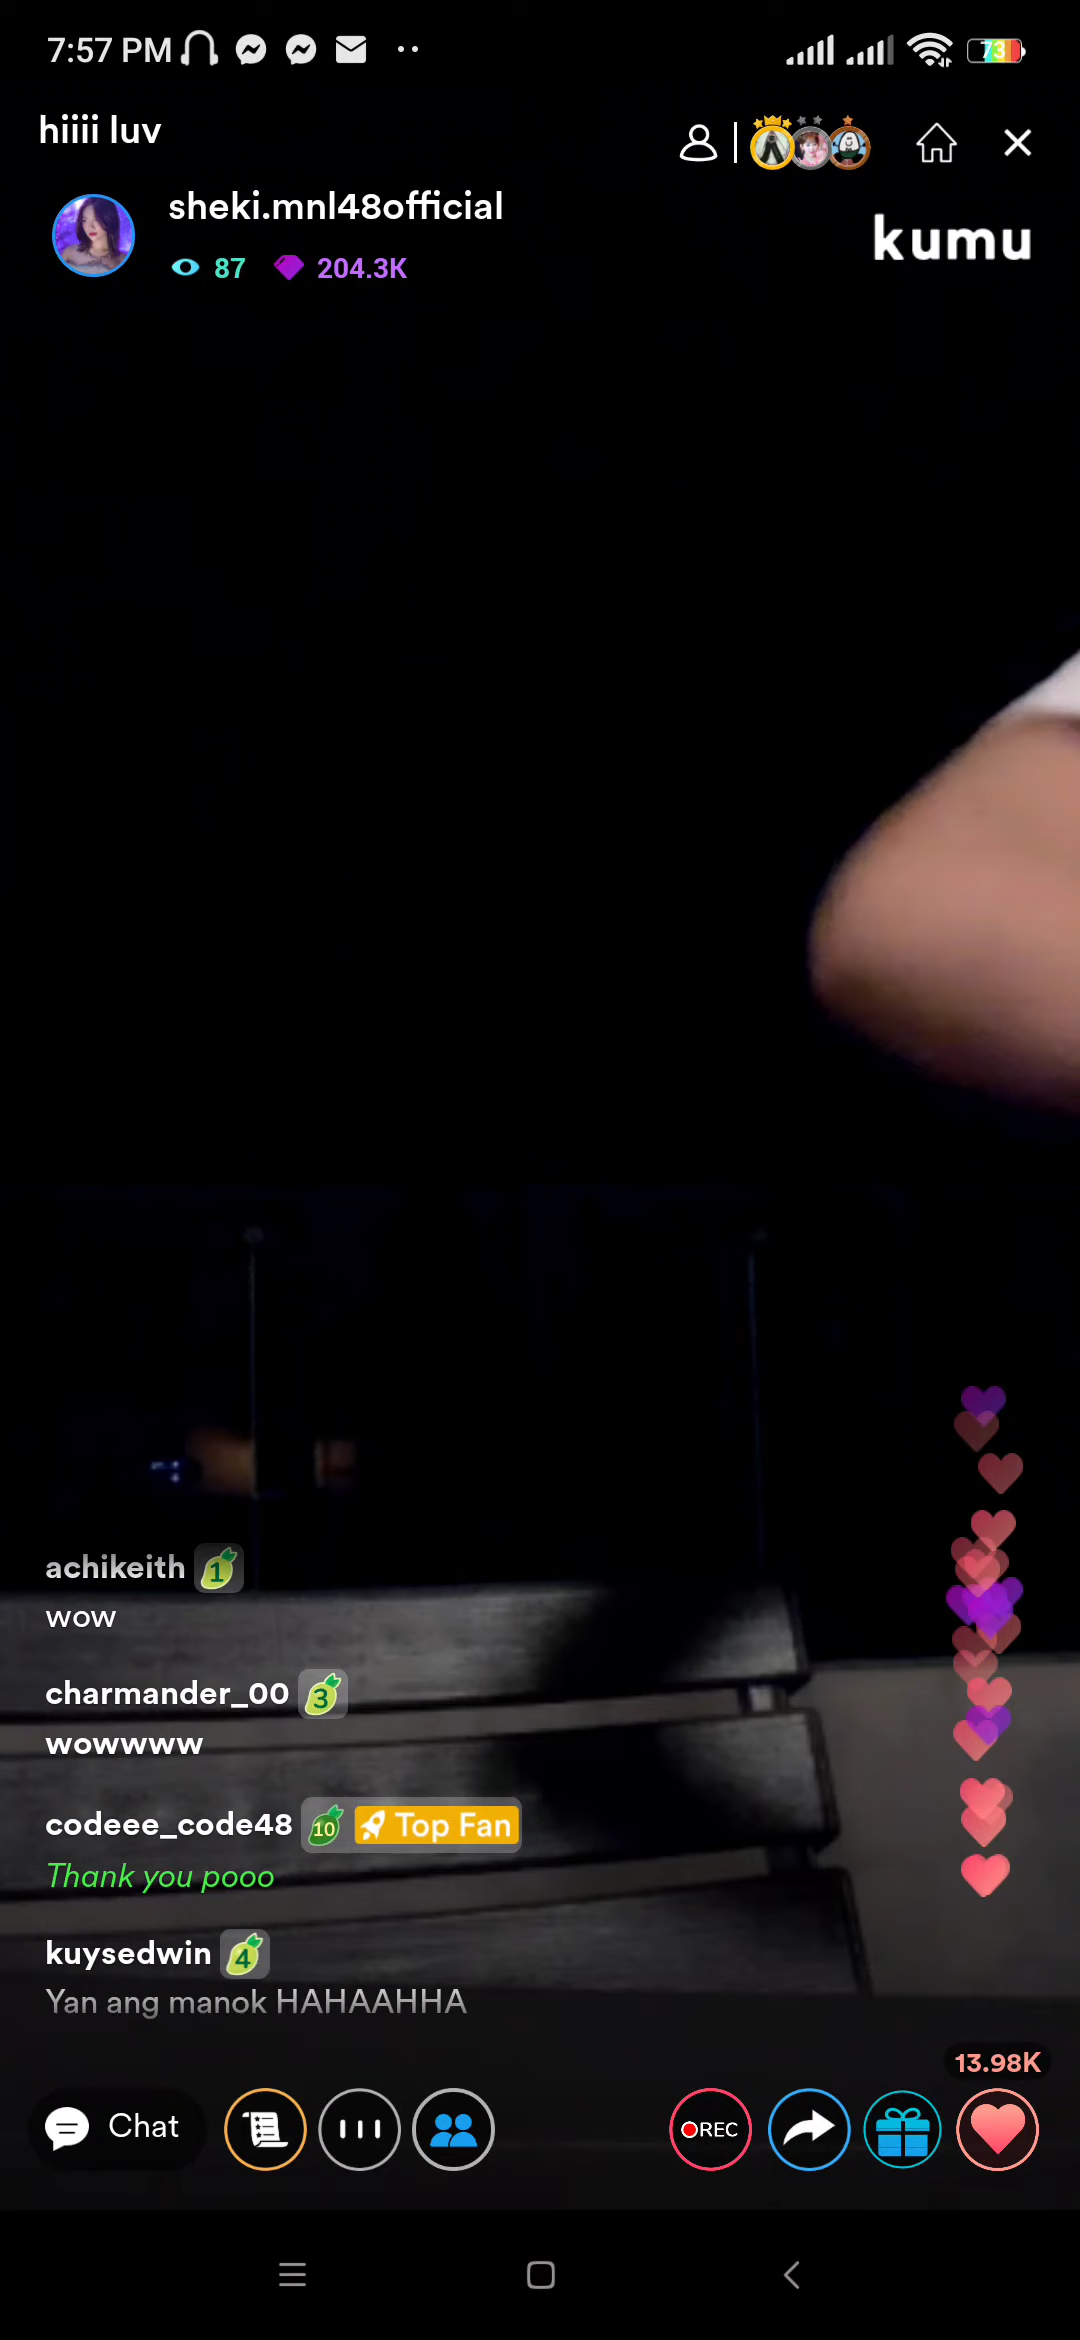 7:57 PM
73
hiiii luv
sheki.mnl48official
87 204.3K
kumu
achikeith 1
wow
charmander_00 3
wowwww
codeee_code48 10 Top Fan
Thank you pooo
kuysedwin 4
Yan ang manok HAHAAHHA
13.98K
Chat
REC